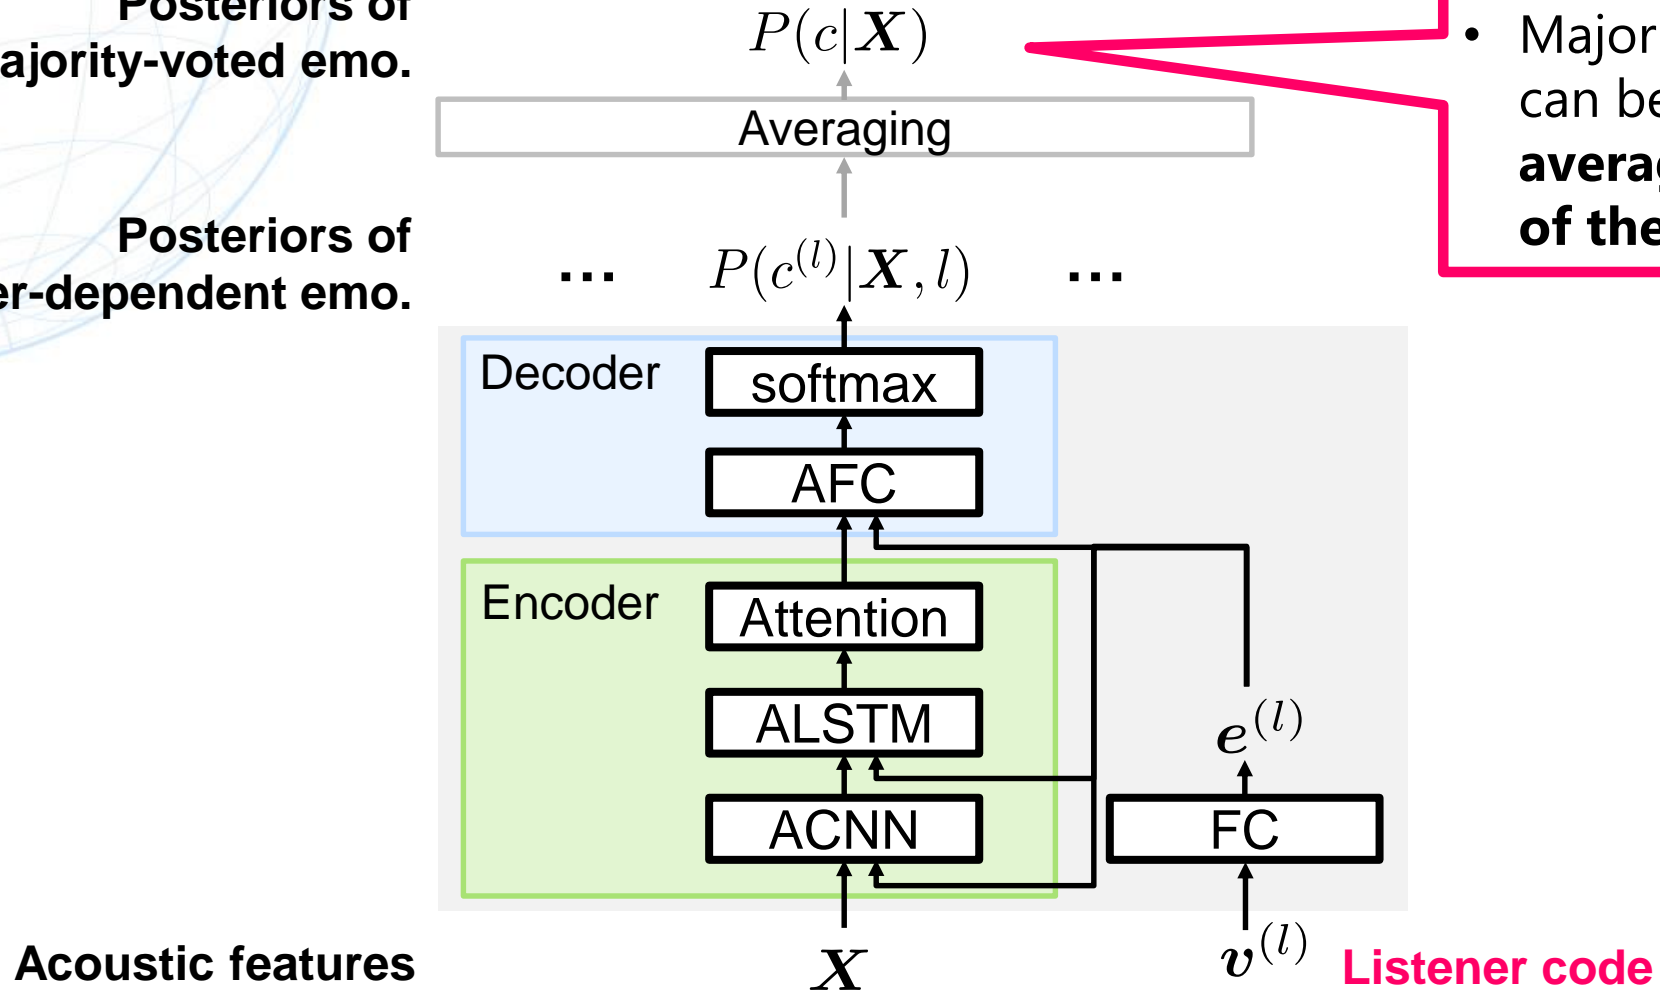 Posteriors of
ajority-voted emo.
P(c|X)
• Major
can be
averag
of the
Averaging
Posteriors of
er-dependent emo.
... P(c^{(l)}|X, l) ...
Decoder
softmax
AFC
Encoder
Attention
ALSTM
e^{(l)}
ACNN
FC
Acoustic features
X
v^{(l)}
Listener code